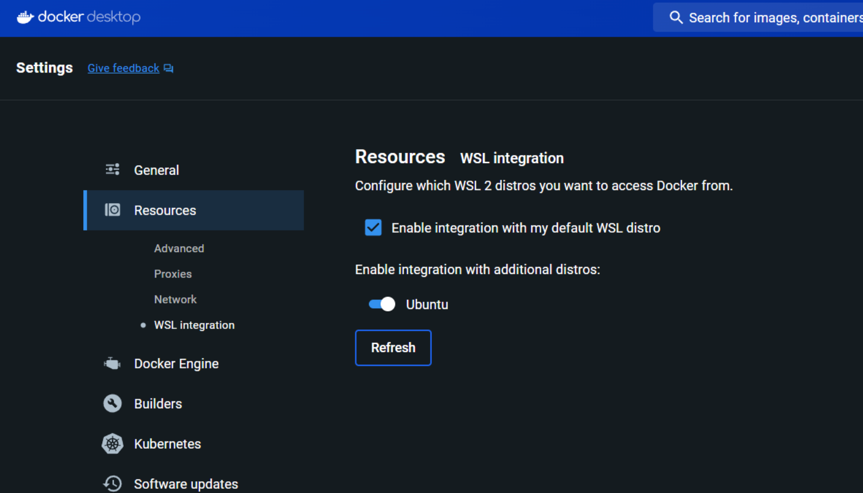 docker desktop
Search for images, containers
Settings Give feedback
General
Resources
Advanced
Proxies
Network
WSL integration
Docker Engine
Builders
Kubernetes
Software updates
Resources WSL integration
Configure which WSL 2 distros you want to access Docker from.
Enable integration with my default WSL distro
Enable integration with additional distros:
Ubuntu
Refresh